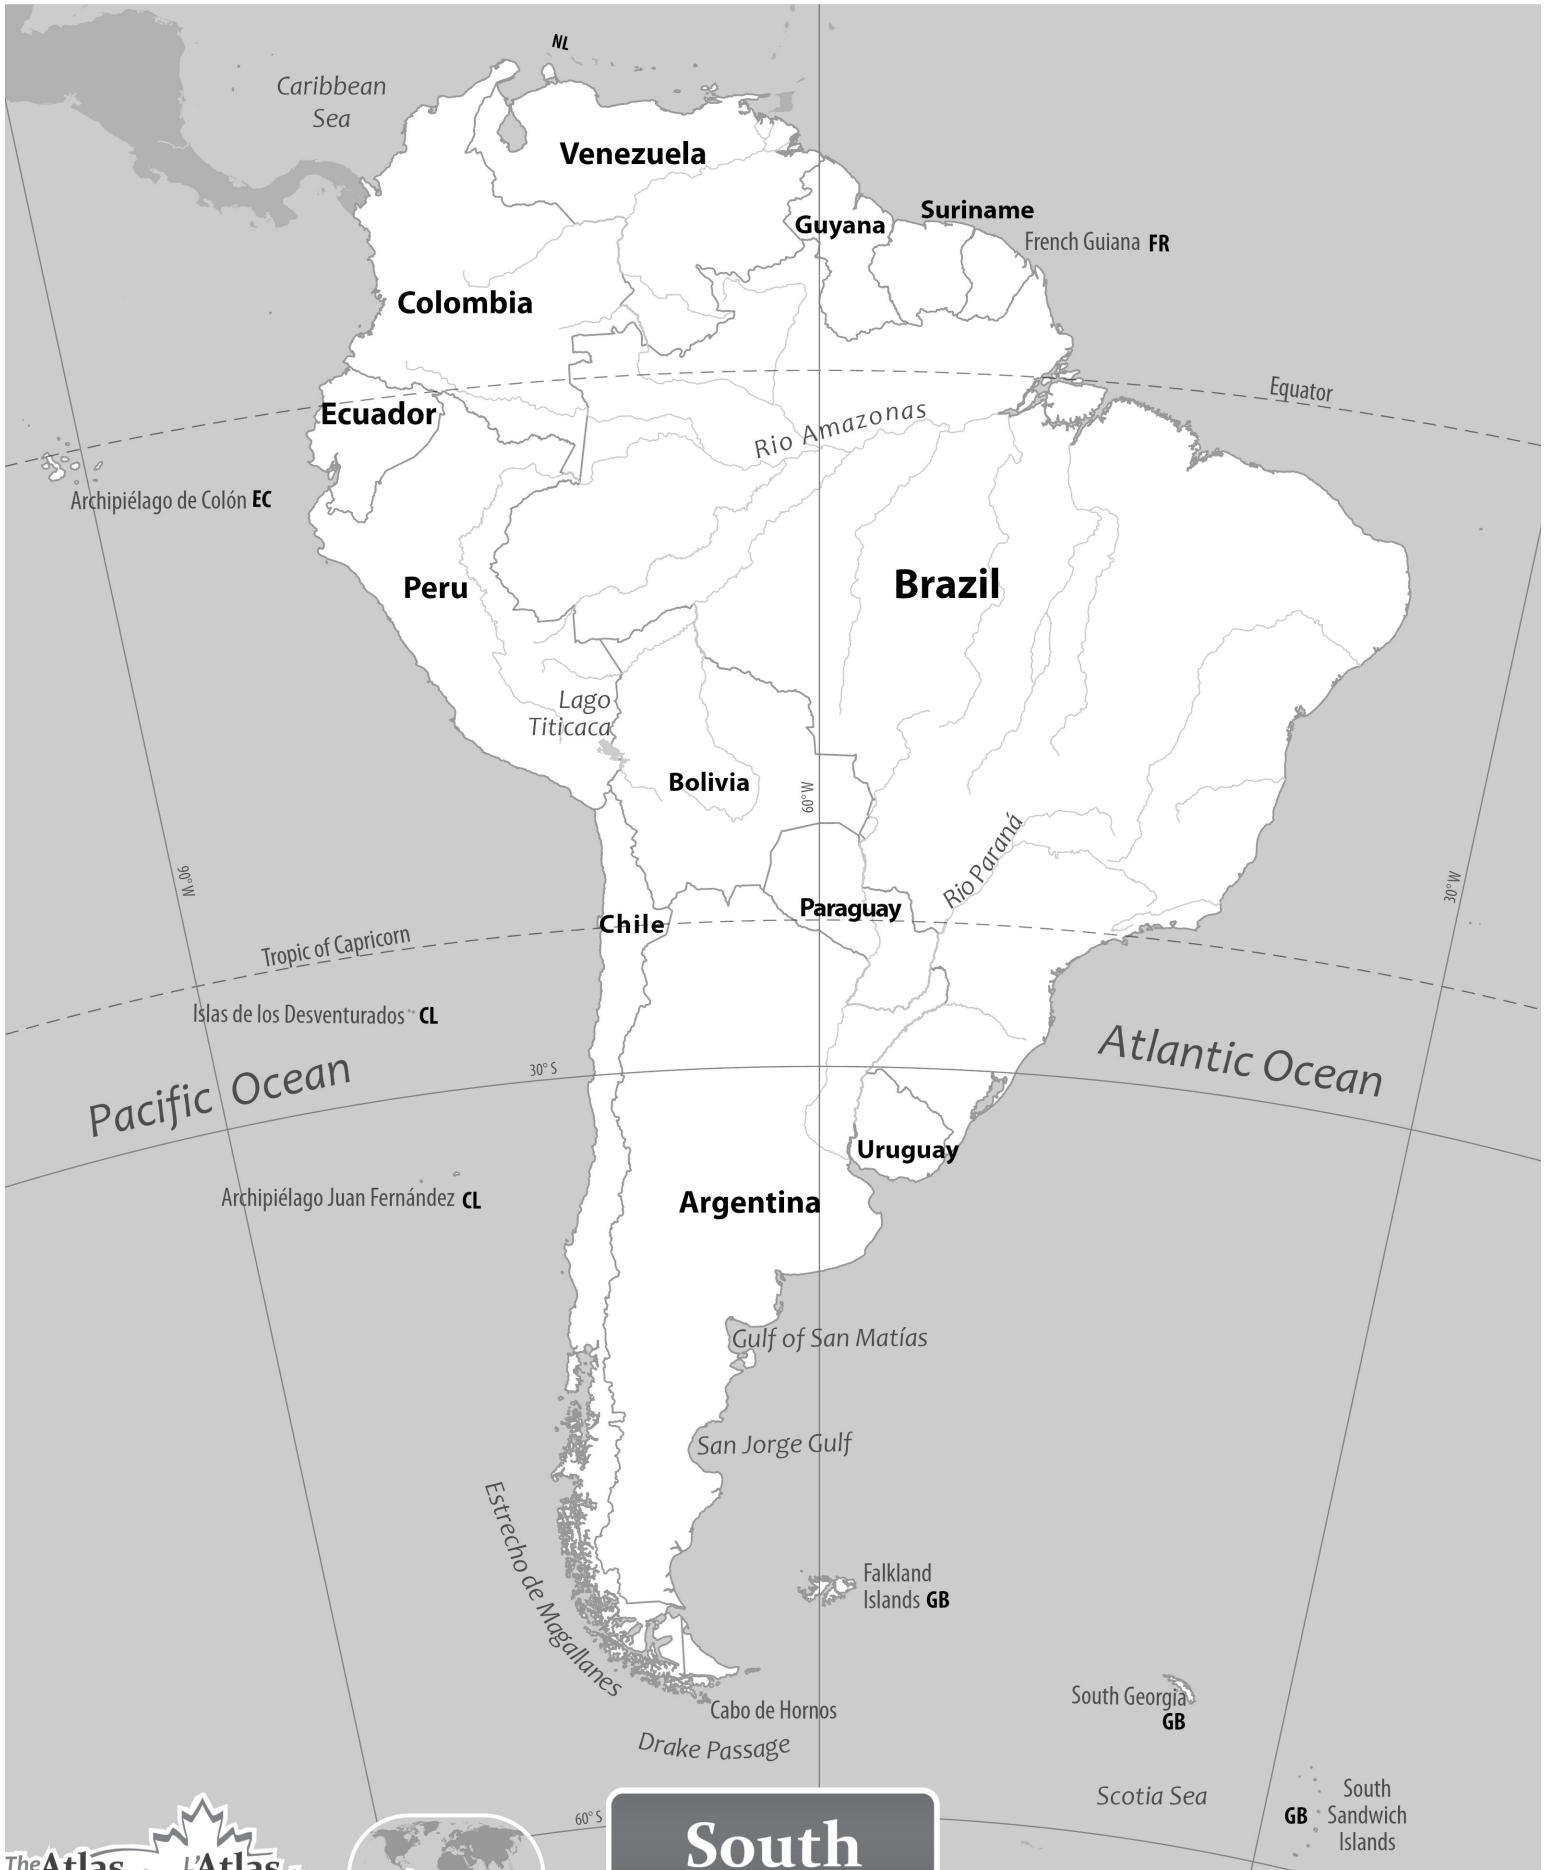 NL
Caribbean
Sea
Venezuela
Guyana
Suriname
French Guiana FR
Colombia
Equator
Ecuador
Rio Amazonas
Archipiélago de Colón EC
Peru
Brazil
Lago
Titicaca
Bolivia
60°W
Rio Paraná
90°W
30°W
Paraguay
Chile
Tropic of Capricorn
Islas de los Desventurados CL
Atlantic Ocean
Pacific Ocean
30° S
Uruguay
Archipiélago Juan Fernández CL
Argentina
Gulf of San Matías
San Jorge Gulf
Estrecho de Magallanes
Falkland
Islands GB
South Georgia
GB
Cabo de Hornos
Drake Passage
Scotia Sea
South
GB Sandwich
Islands
60° S
South
The Atlas L'Atlas